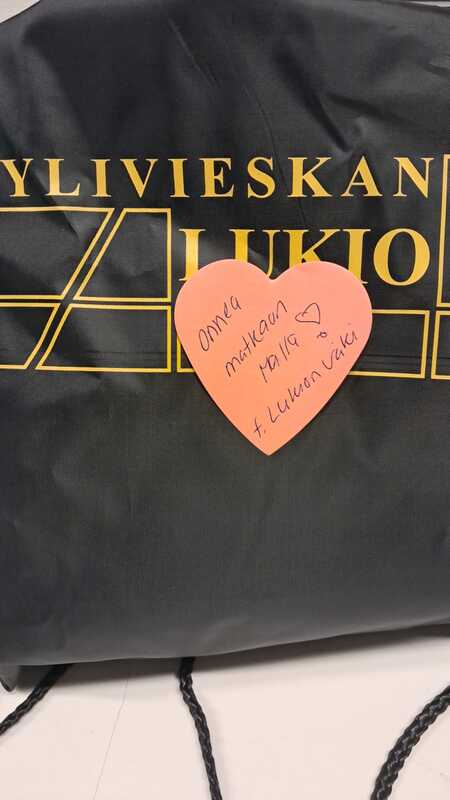 YLIVIESKAN
LUKIO
onnea
matkaan
Malla ♡
t. Lukion väki